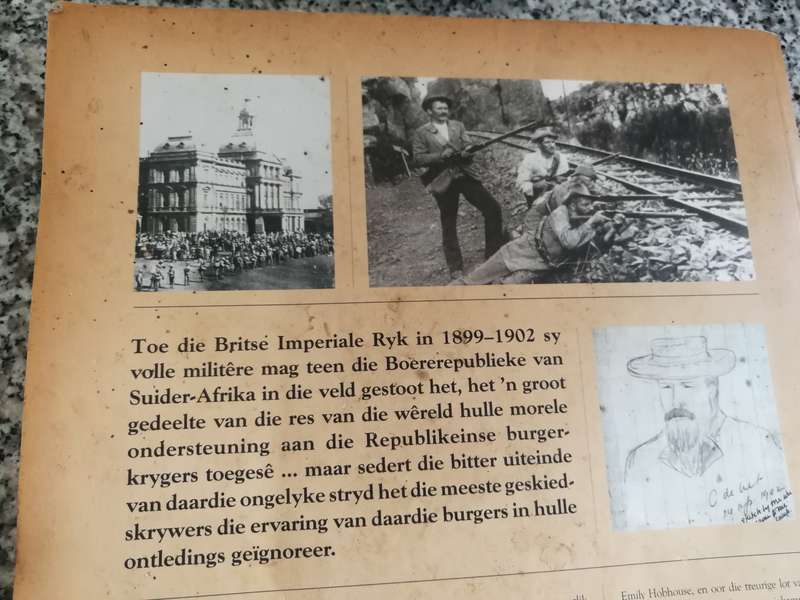 Toe die Britse Imperiale Ryk in 1899–1902 sy
volle militêre mag teen die Boererepublieke van
Suider-Afrika in die veld gestoot het, het 'n groot
gedeelte van die res van die wêreld hulle morele
ondersteuning aan die Republikeinse burger-
krygers toegesê ... maar sedert die bitter uiteinde
van daardie ongelyke stryd het die meeste geskied-
skrywers die ervaring van daardie burgers in hulle
ontledings geïgnoreer.
C de Wet
1902
Emily Hobhouse, en oor die treurige lot